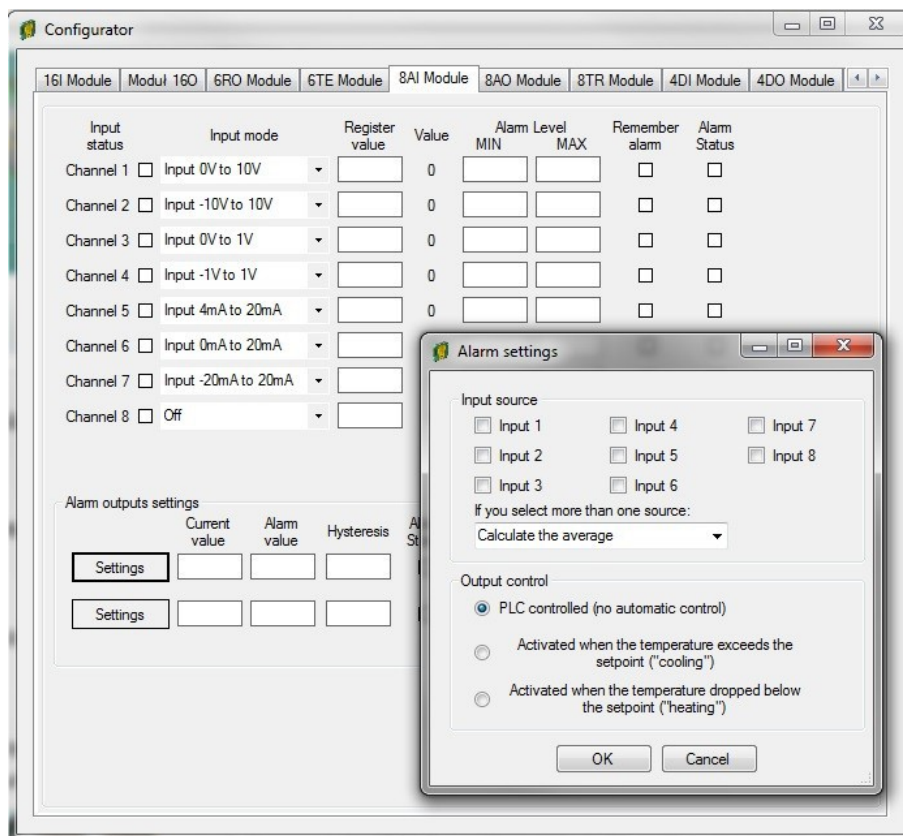 Configurator
16I Module Moduł 16O 6RO Module 6TE Module 8AI Module 8AO Module 8TR Module 4DI Module 4DO Module
Input status Input mode Register value Value Alarm Level MIN MAX Remember alarm Alarm Status
Channel 1 Input 0V to 10V 0
Channel 2 Input -10V to 10V 0
Channel 3 Input 0V to 1V 0
Channel 4 Input -1V to 1V 0
Channel 5 Input 4mA to 20mA 0
Channel 6 Input 0mA to 20mA
Channel 7 Input -20mA to 20mA
Channel 8 Off
Alarm outputs settings
Current value Alarm value Hysteresis
Settings
Settings
Alarm settings
Input source
Input 1 Input 4 Input 7
Input 2 Input 5 Input 8
Input 3 Input 6
If you select more than one source:
Calculate the average
Output control
PLC controlled (no automatic control)
Activated when the temperature exceeds the
setpoint ("cooling")
Activated when the temperature dropped below
the setpoint ("heating")
OK Cancel